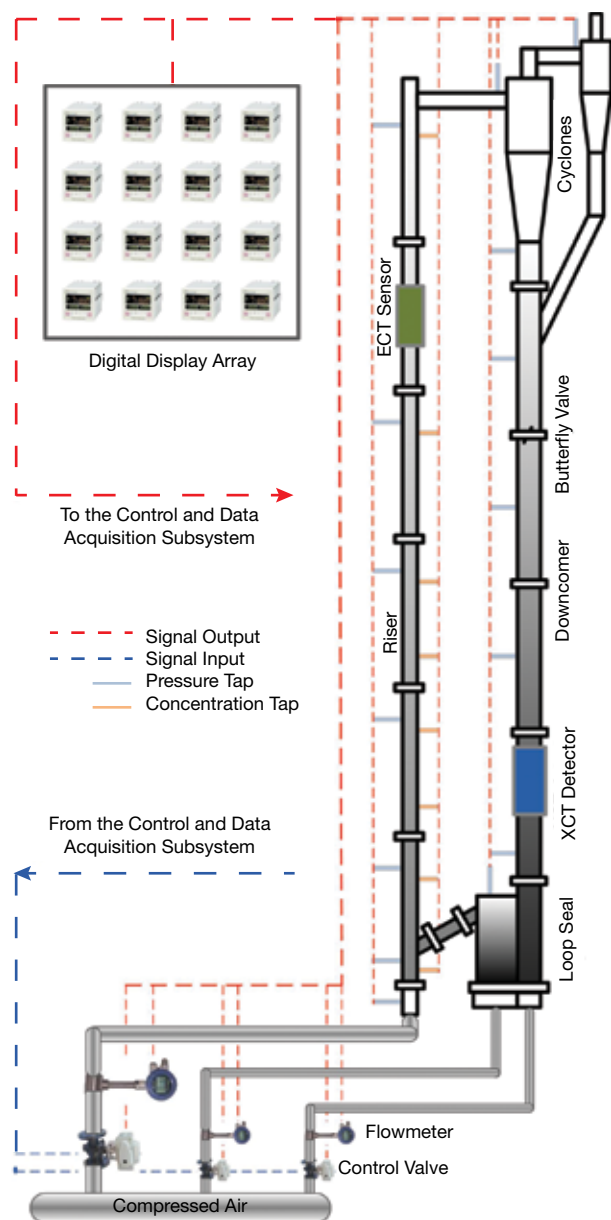 Digital Display Array
To the Control and Data
Acquisition Subsystem
Signal Output
Signal Input
Pressure Tap
Concentration Tap
From the Control and Data
Acquisition Subsystem
Cyclones
ECT Sensor
Butterfly Valve
Downcomer
Riser
XCT Detector
Loop Seal
Flowmeter
Control Valve
Compressed Air